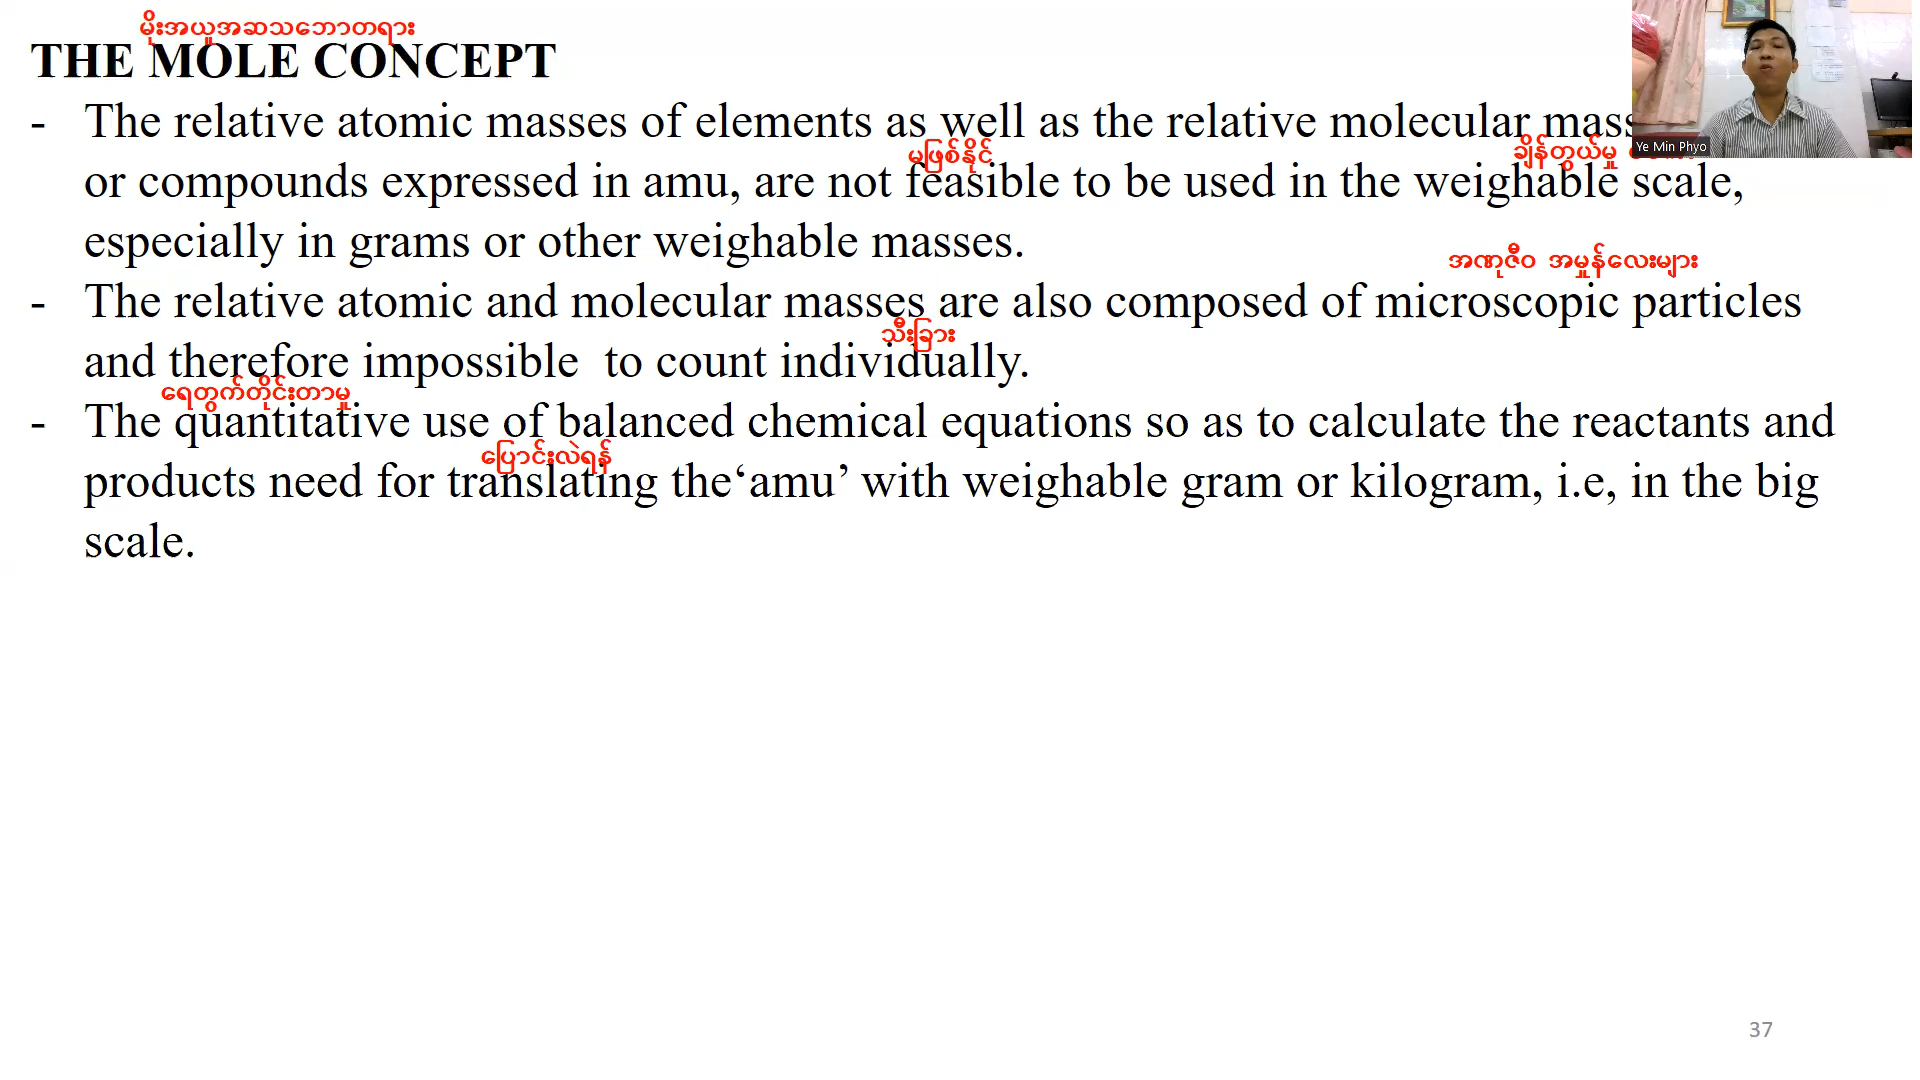 မိုးအယူအဆသဘောတရား
THE MOLE CONCEPT
- The relative atomic masses of elements as well as the relative molecular
မဖြစ်နိုင် ချိန်တွယ်မှု
Ye Min Phyo
or compounds expressed in amu, are not feasible to be used in the weighable scale,
especially in grams or other weighable masses.
အဏုဇီဝ အမှုန်လေးများ
- The relative atomic and molecular masses are also composed of microscopic particles
သီးခြား
and therefore impossible to count individually.
ရေတွက်တိုင်းတာမှု
- The quantitative use of balanced chemical equations so as to calculate the reactants and
ပြောင်းလဲရန်
products need for translating the‘amu’ with weighable gram or kilogram, i.e, in the big
scale.
37